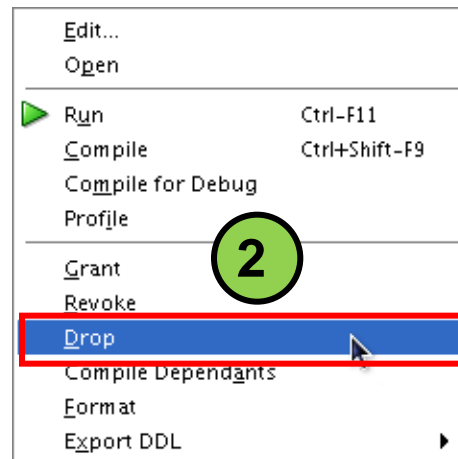 Edit...
Open
Run Ctrl-F11
Compile Ctrl+Shift-F9
Compile for Debug
Profile
2
Grant
Revoke
Drop
Compile Dependants
Format
Export DDL